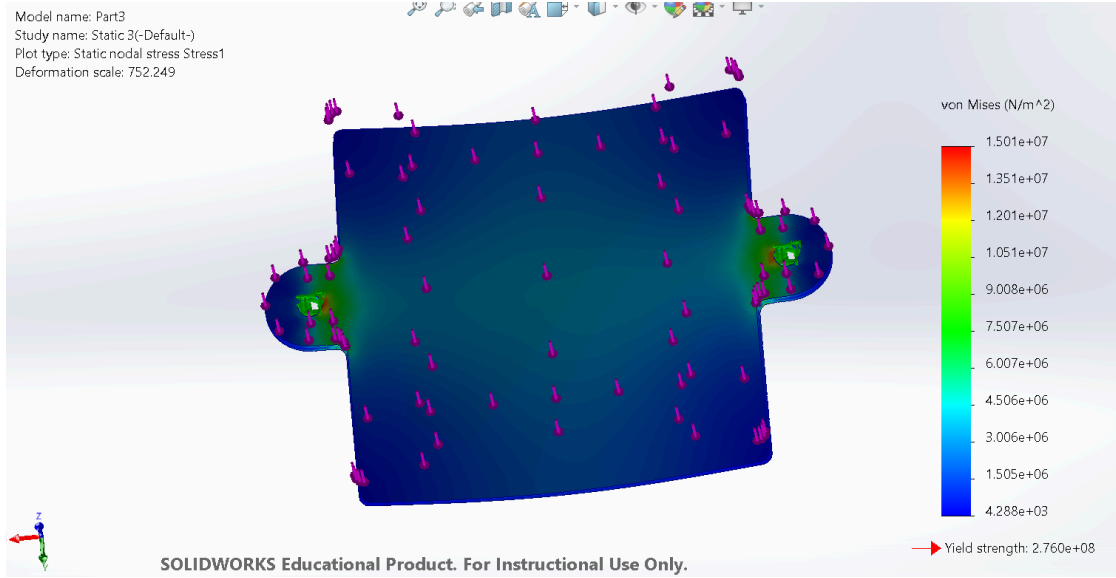 Model name: Part3
Study name: Static 3(-Default-)
Plot type: Static nodal stress Stress1
Deformation scale: 752.249
von Mises (N/m^2)
1.501e+07
1.351e+07
1.201e+07
1.051e+07
9.008e+06
7.507e+06
6.007e+06
4.506e+06
3.006e+06
1.505e+06
4.288e+03
Yield strength: 2.760e+08
Z
SOLIDWORKS Educational Product. For Instructional Use Only.